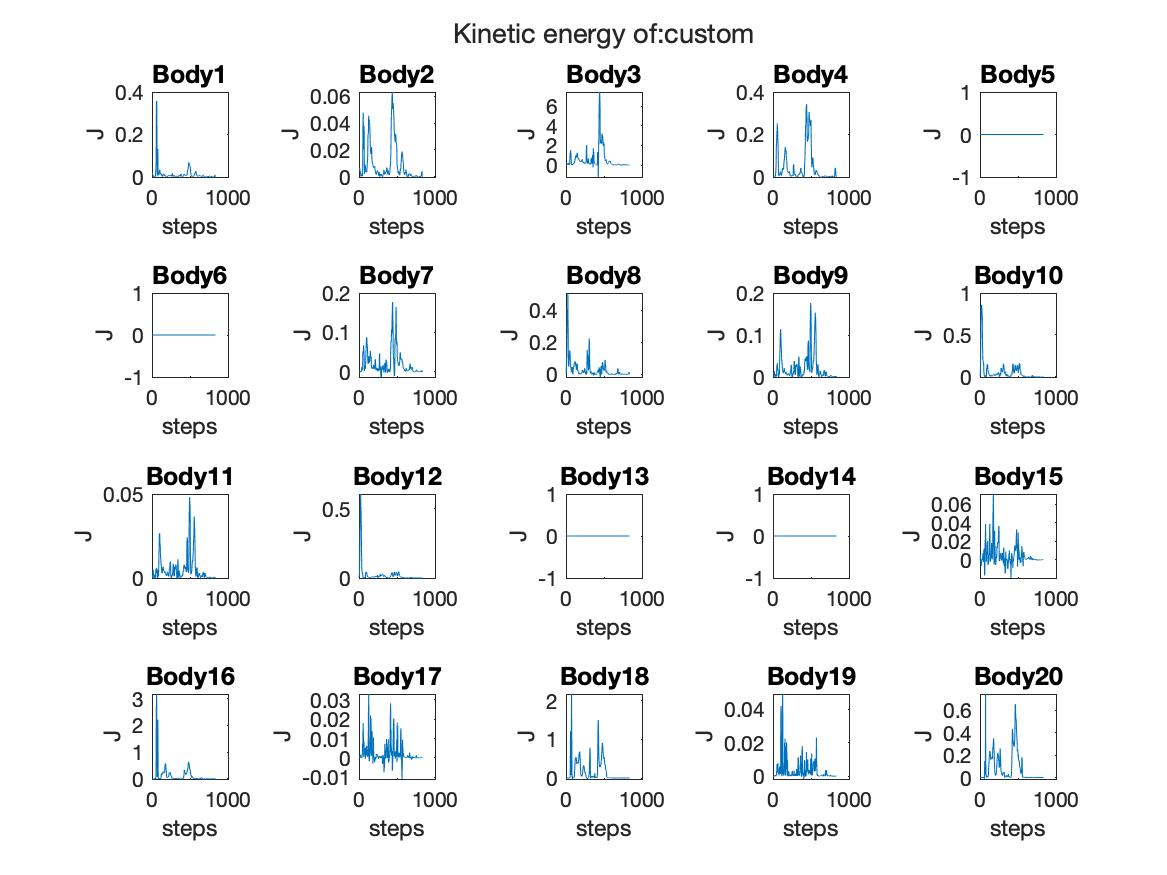 Kinetic energy of:custom
Body1 Body2 Body3 Body4 Body5
0.4 0.2 0 J 0 1000 steps
0.06 0.04 0.02 0 J 0 1000 steps
6 4 2 0 J 0 1000 steps
0.4 0.2 0 J 0 1000 steps
1 0 -1 J 0 1000 steps
Body6 Body7 Body8 Body9 Body10
1 0 -1 J 0 1000 steps
0.2 0.1 0 J 0 1000 steps
0.4 0.2 0 J 0 1000 steps
0.2 0.1 0 J 0 1000 steps
1 0.5 0 J 0 1000 steps
Body11 Body12 Body13 Body14 Body15
0.05 0 J 0 1000 steps
0.5 0 J 0 1000 steps
1 0 -1 J 0 1000 steps
1 0 -1 J 0 1000 steps
0.06 0.04 0.02 0 J 0 1000 steps
Body16 Body17 Body18 Body19 Body20
3 2 1 0 J 0 1000 steps
0.03 0.02 0.01 0 -0.01 J 0 1000 steps
2 1 0 J 0 1000 steps
0.04 0.02 0 J 0 1000 steps
0.6 0.4 0.2 0 J 0 1000 steps